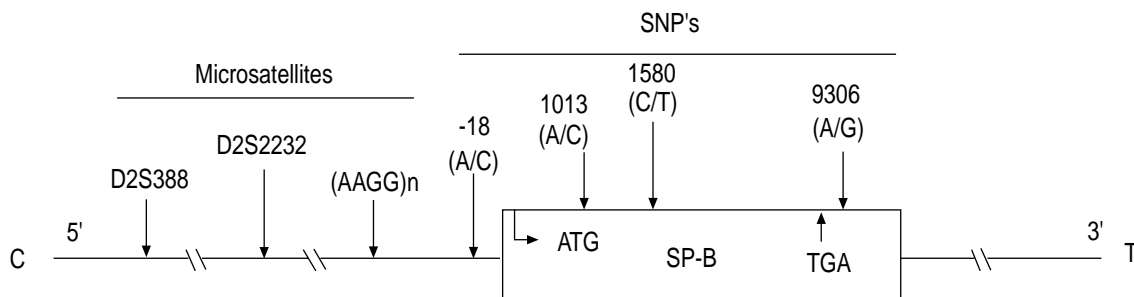 SNP's
Microsatellites
1580
(C/T)
1013
(A/C)
9306
(A/G)
-18
(A/C)
D2S2232
D2S388
(AAGG)n
5'
3'
C
ATG
SP-B
TGA
T